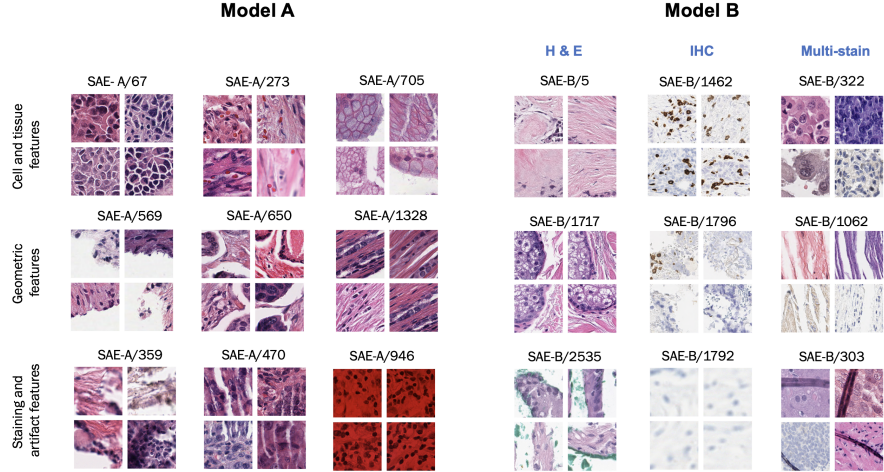 Model A
Model B
H & E
IHC
Multi-stain
Cell and tissue
features
SAE- A/67
SAE-A/273
SAE-A/705
SAE-B/5
SAE-B/1462
SAE-B/322
Geometric
features
SAE-A/569
SAE-A/650
SAE-A/1328
SAE-B/1717
SAE-B/1796
SAE-B/1062
Staining and
artifact features
SAE-A/359
SAE-A/470
SAE-A/946
SAE-B/2535
SAE-B/1792
SAE-B/303